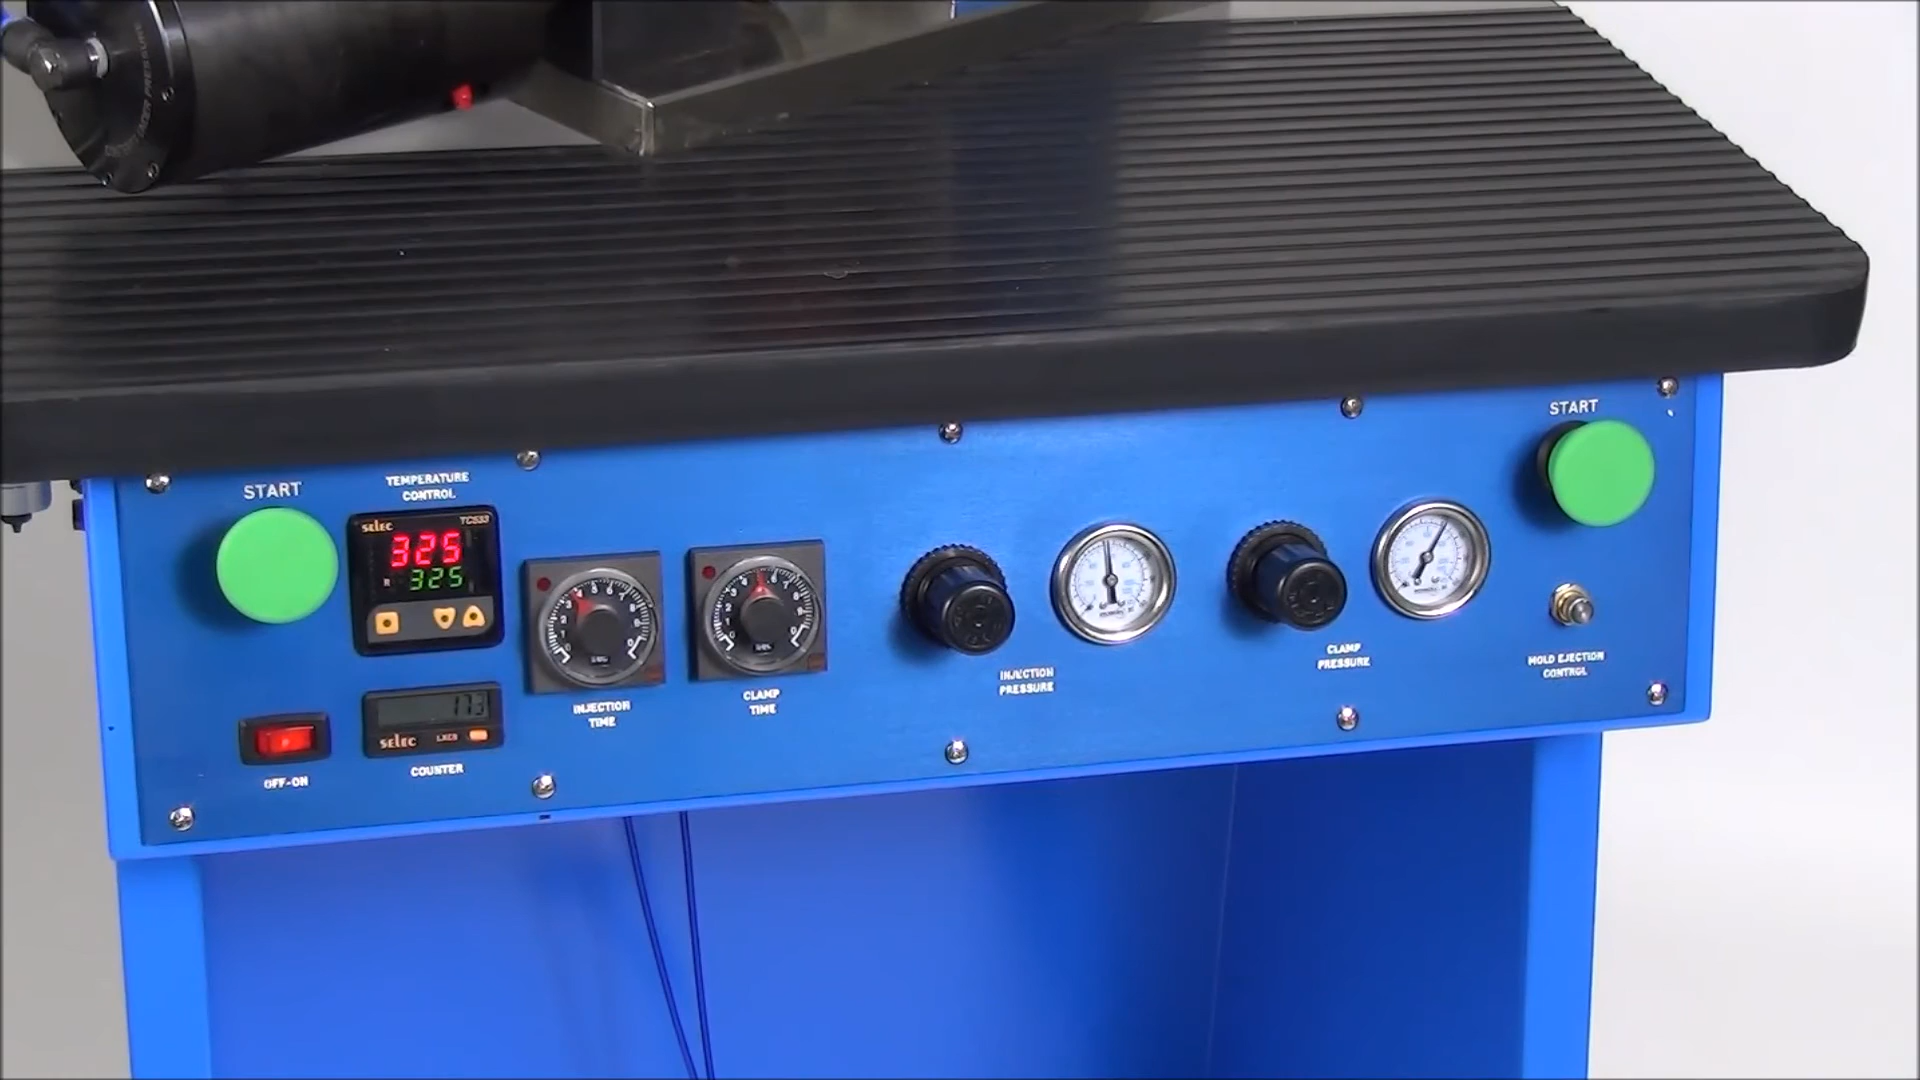 START
TEMPERATURE
CONTROL
selec TC533
325
325
INJECTION
TIME
CLAMP
TIME
173
selec
COUNTER
OFF-ON
INJECTION
PRESSURE
CLAMP
PRESSURE
START
MOLD EJECTION
CONTROL